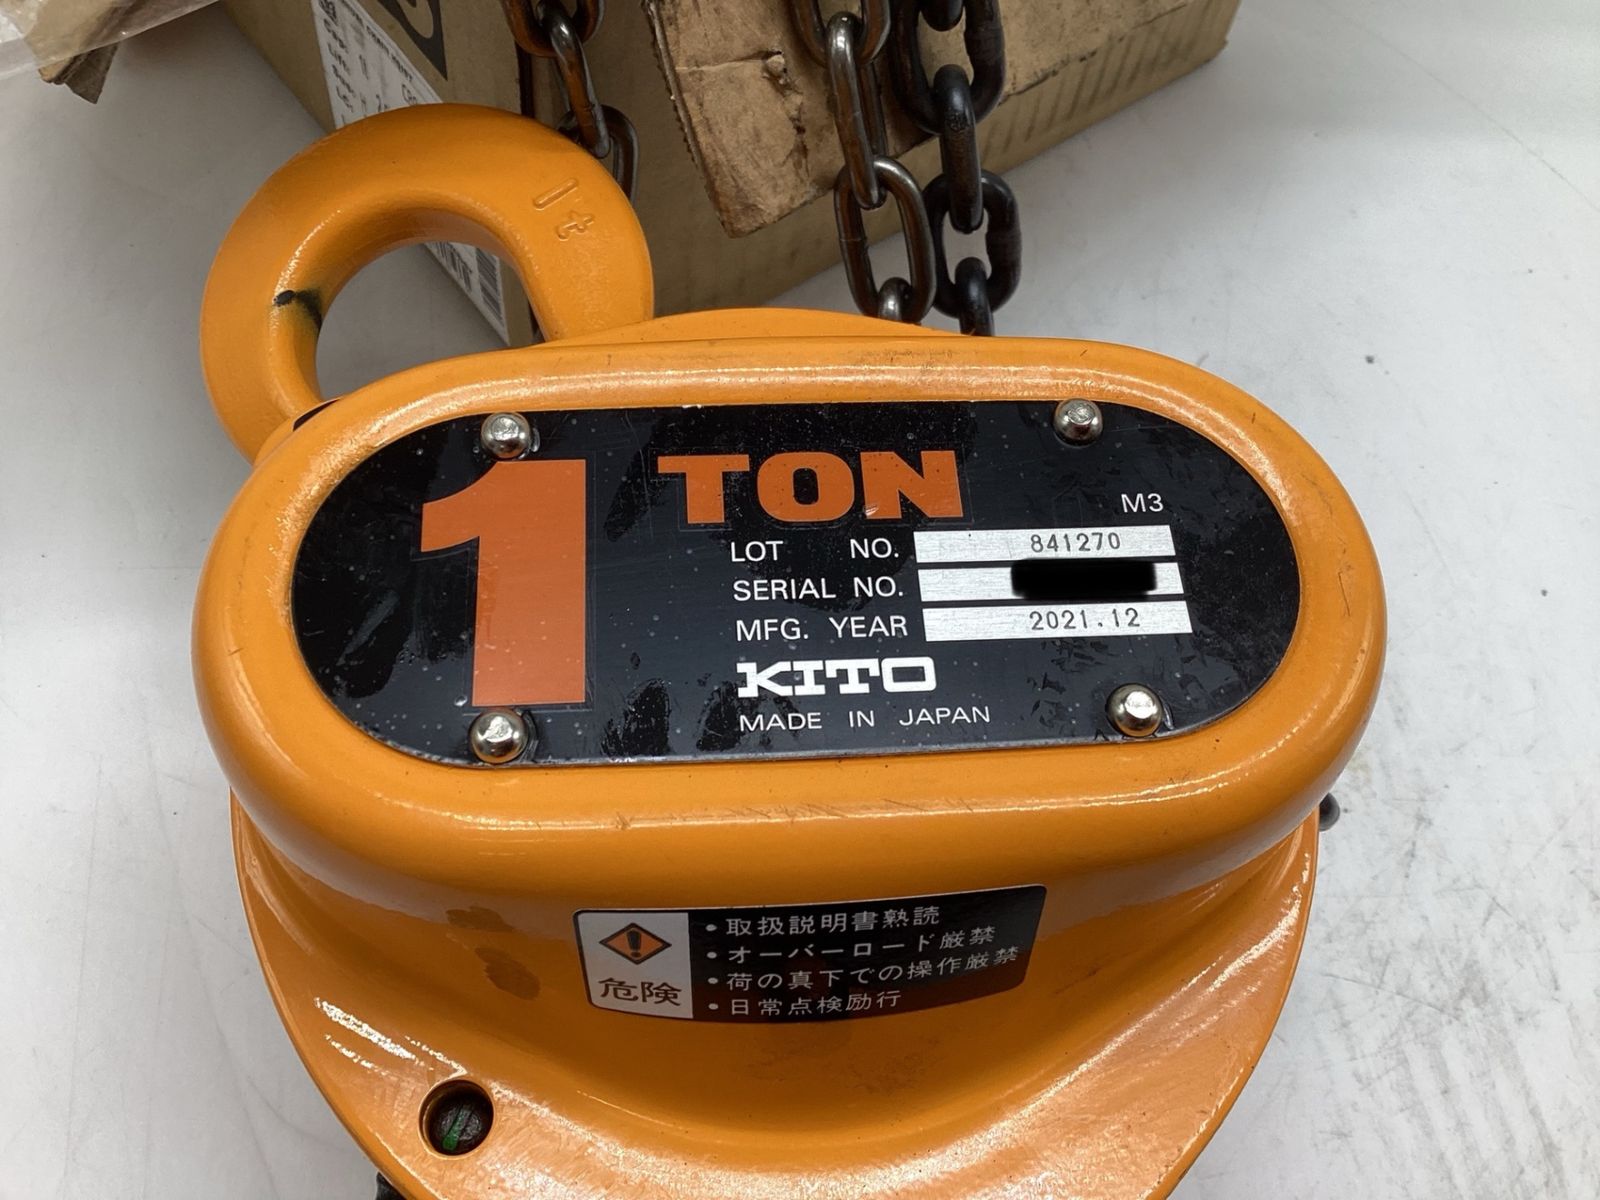 1t
1 TON
M3
LOT NO. 841270
SERIAL NO.
MFG. YEAR 2021.12
KITO
MADE IN JAPAN
危険
・取扱説明書熟読
・オーバーロード厳禁
・荷の真下での操作厳禁
・日常点検励行